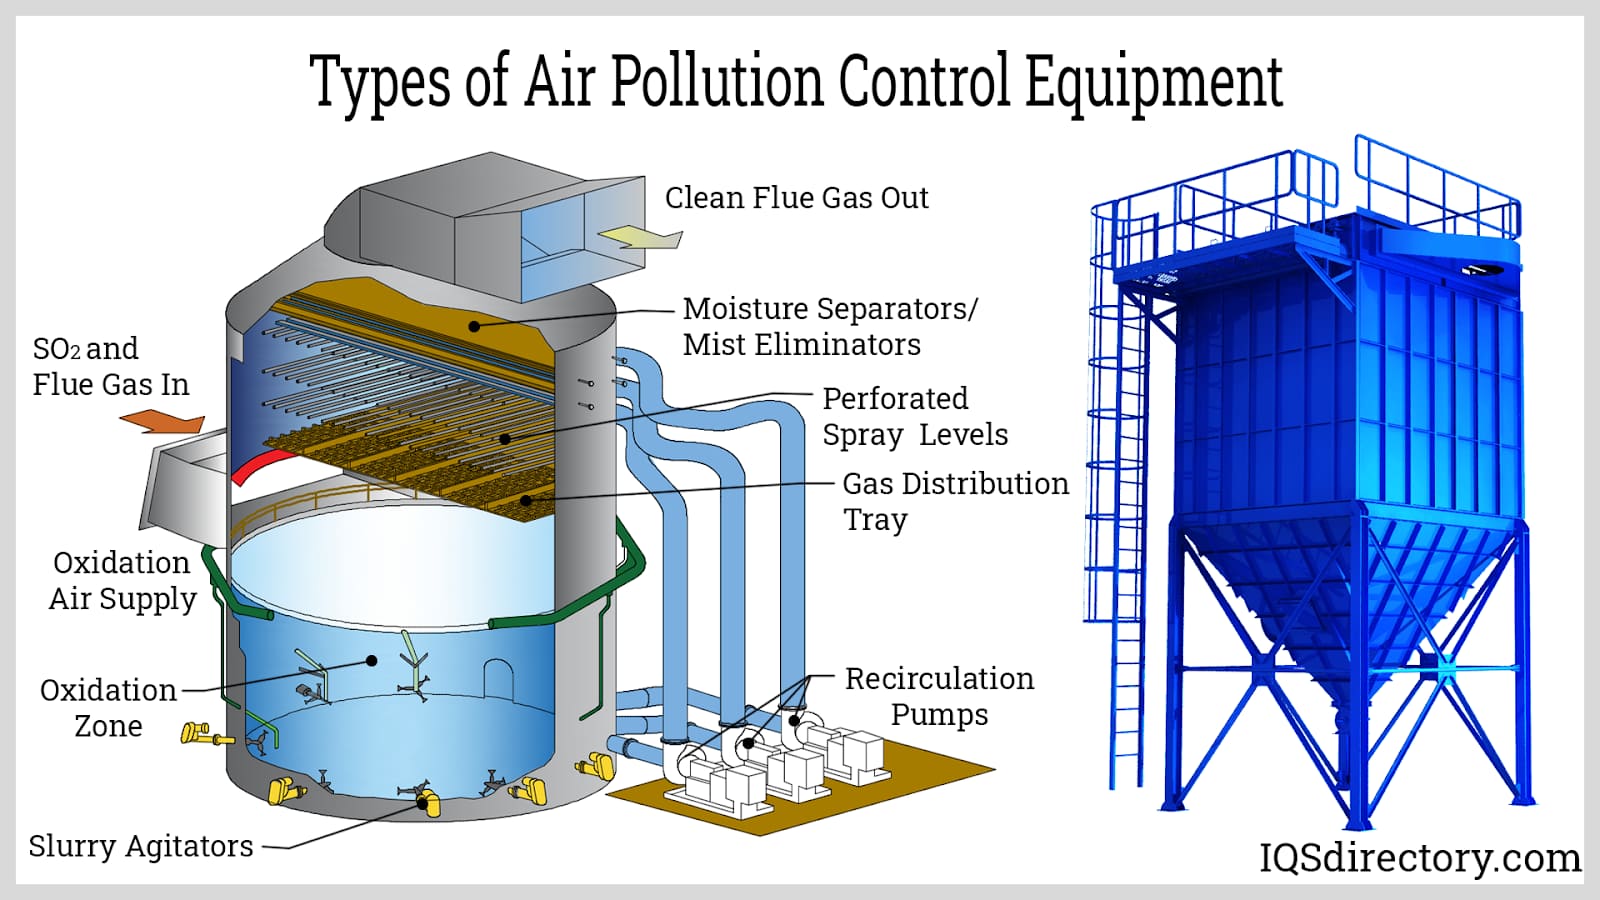 Types of Air Pollution Control Equipment
Clean Flue Gas Out
Moisture Separators/
Mist Eliminators
SO₂ and
Flue Gas In
Perforated
Spray Levels
Gas Distribution
Tray
Oxidation
Air Supply
Oxidation
Zone
Recirculation
Pumps
Slurry Agitators
IQSdirectory.com